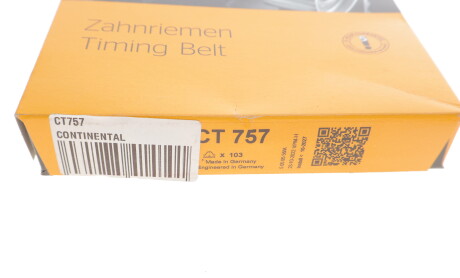 Zahnriemen
Timing Belt
CT757
CONTINENTAL
CT 757
x 103
Made in Germany
Engineered in Germany